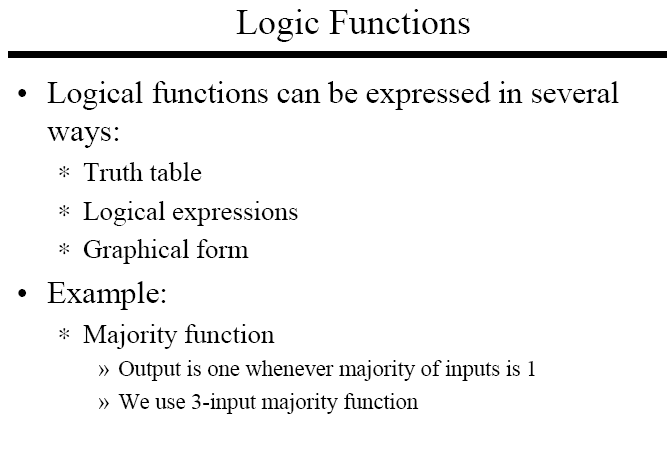 Logic Functions
• Logical functions can be expressed in several
ways:
* Truth table
* Logical expressions
* Graphical form
• Example:
* Majority function
» Output is one whenever majority of inputs is 1
» We use 3-input majority function